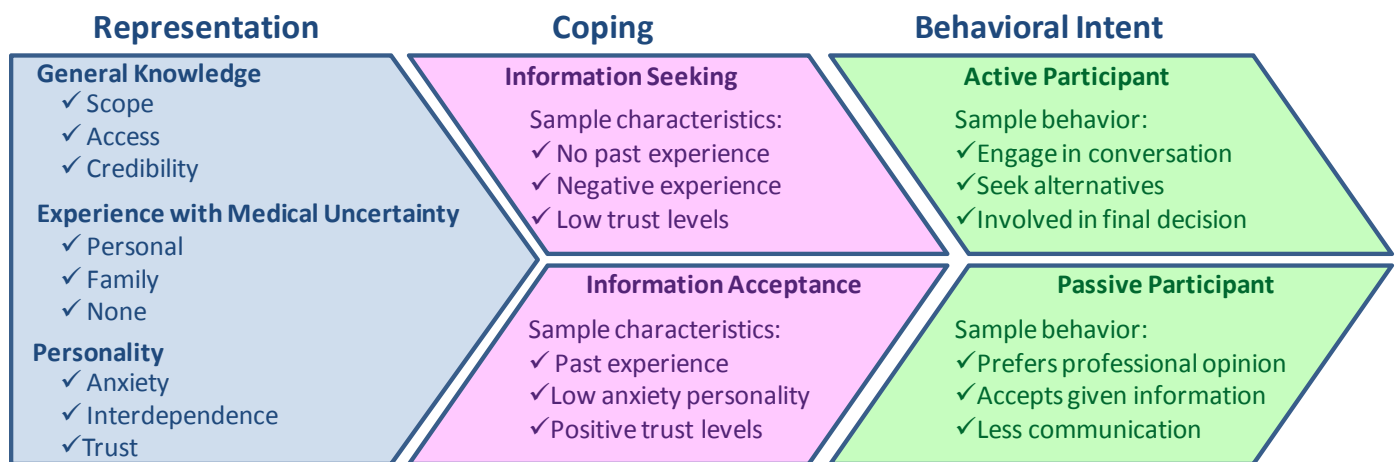 Representation
Coping
Behavioral Intent
General Knowledge
✓ Scope
✓ Access
✓ Credibility
Experience with Medical Uncertainty
✓ Personal
✓ Family
✓ None
Personality
✓ Anxiety
✓ Interdependence
✓ Trust
Information Seeking
Sample characteristics:
✓ No past experience
✓ Negative experience
✓ Low trust levels
Information Acceptance
Sample characteristics:
✓ Past experience
✓ Low anxiety personality
✓ Positive trust levels
Active Participant
Sample behavior:
✓ Engage in conversation
✓ Seek alternatives
✓ Involved in final decision
Passive Participant
Sample behavior:
✓ Prefers professional opinion
✓ Accepts given information
✓ Less communication